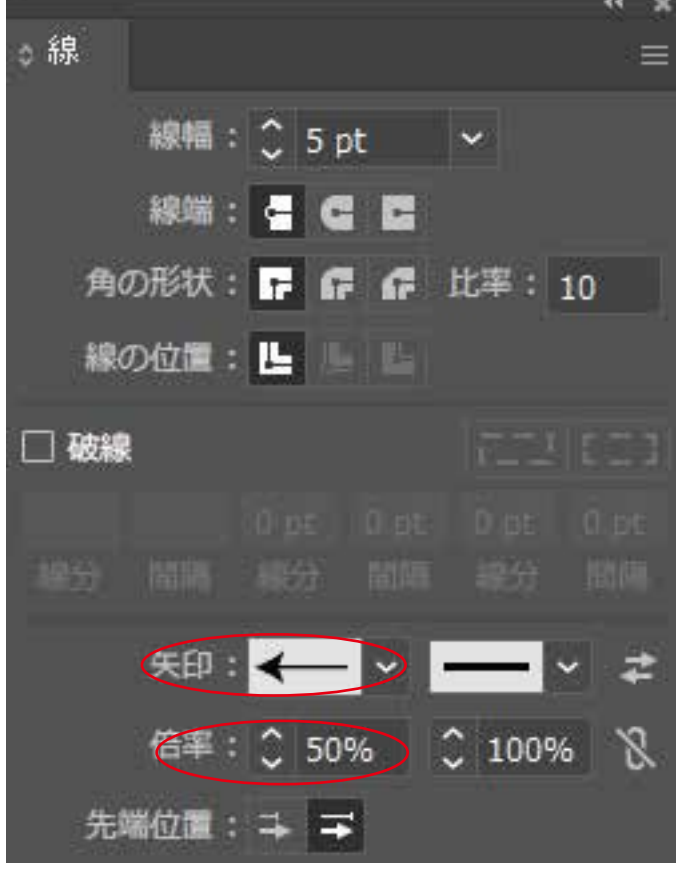 線
線幅： 5 pt
線端：
角の形状： 比率： 10
線の位置：
破線
0 pt 0 pt 0 pt 0 pt
線分 間隔 線分 間隔 線分 間隔
矢印：
倍率： 50% 100%
先端位置：